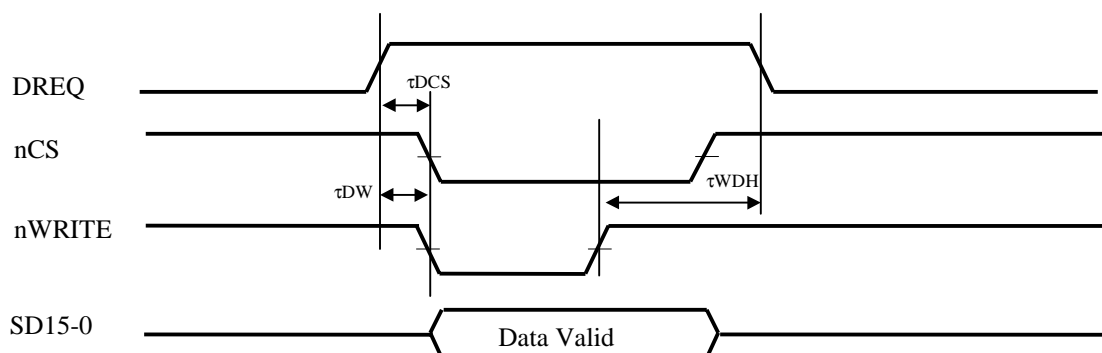 DREQ
τDCS
nCS
τDW
τWDH
nWRITE
SD15-0
Data Valid